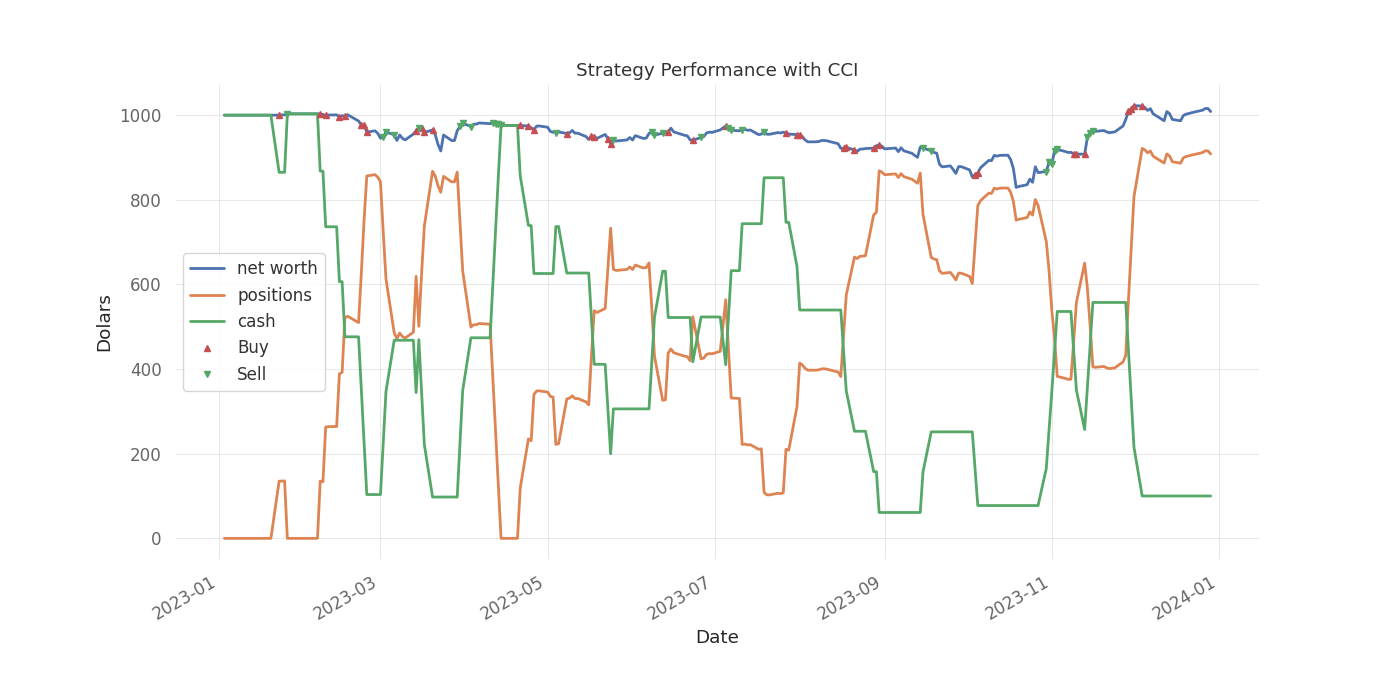 Strategy Performance with CCI
1000
800
600
400
200
0
Dolars
net worth
positions
cash
Buy
Sell
2023-01
2023-03
2023-05
2023-07
2023-09
2023-11
2024-01
Date